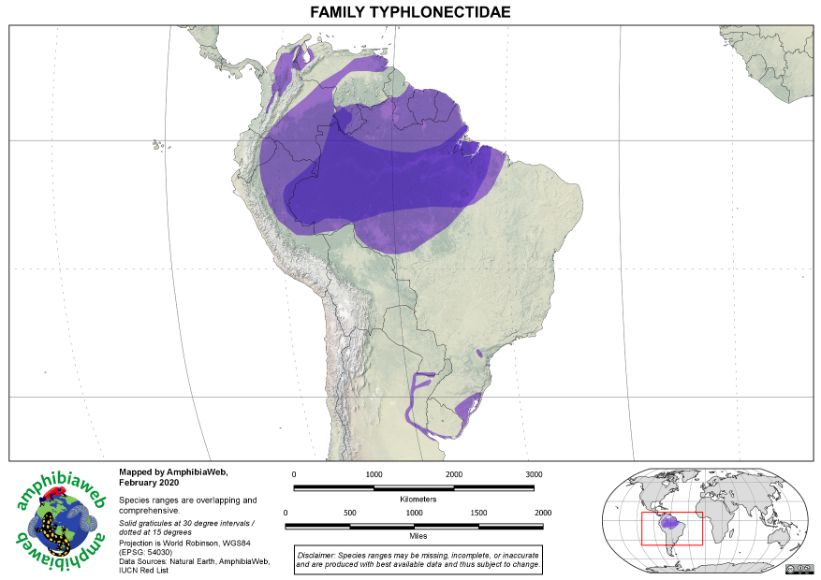 FAMILY TYPHLONECTIDAE
amphibiaweb
amphibiaweb
Mapped by AmphibiaWeb,
February 2020
Species ranges are overlapping and
comprehensive.
Solid graticules at 30 degree intervals /
dotted at 15 degrees
Projection is World Robinson, WGS84
(EPSG: 54030)
Data Sources: Natural Earth, AmphibiaWeb,
IUCN Red List
0 1000 2000 3000
Kilometers
0 500 1000 1500 2000
Miles
Disclaimer: Species ranges may be missing, incomplete, or inaccurate
and are produced with best available data and thus subject to change.